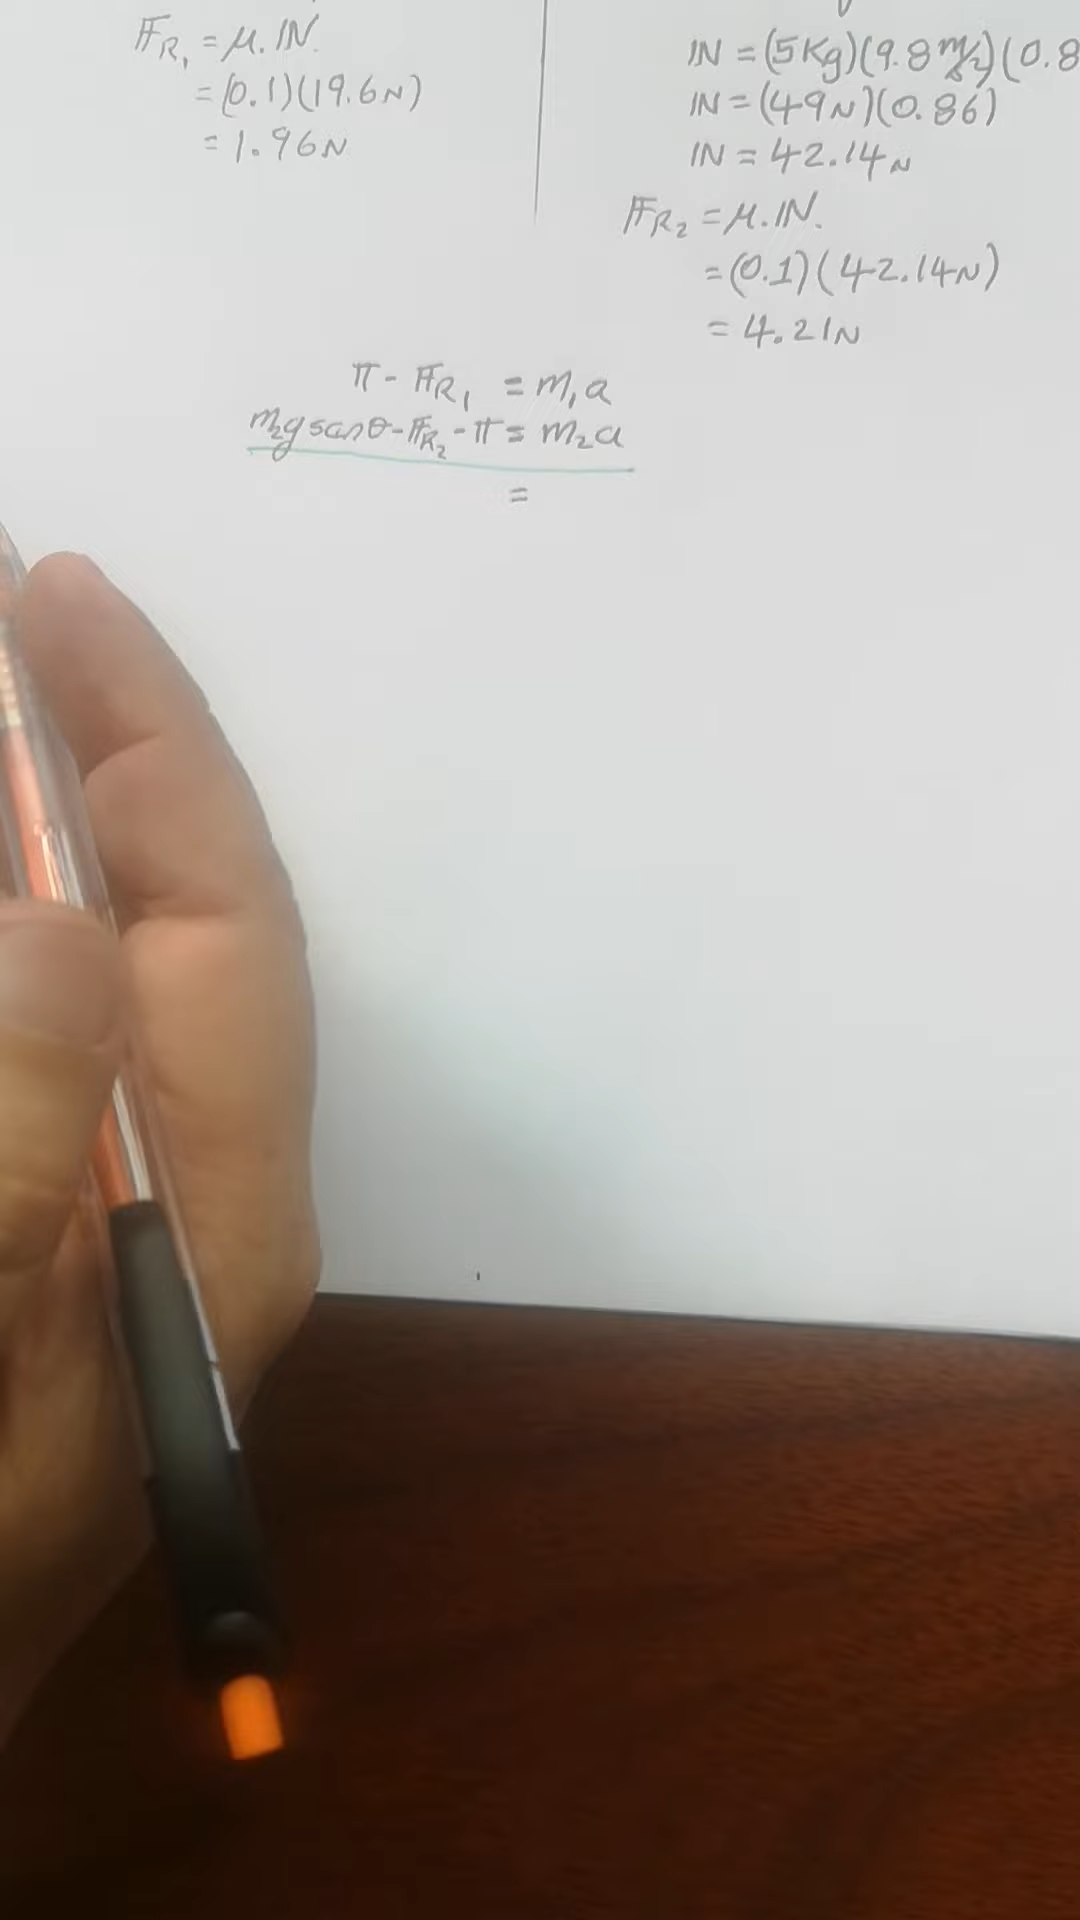 FR₁ = μ.N.
= (0.1)(19.6N)
= 1.96N
N = (5Kg)(9.8m/s²)(0.8
N = (49N)(0.86)
N = 42.14N
FR₂ = μ.N.
= (0.1)(42.14N)
= 4.21N
T - FR₁ = m₁a
m₂g senθ - FR₂ - T = m₂a
=